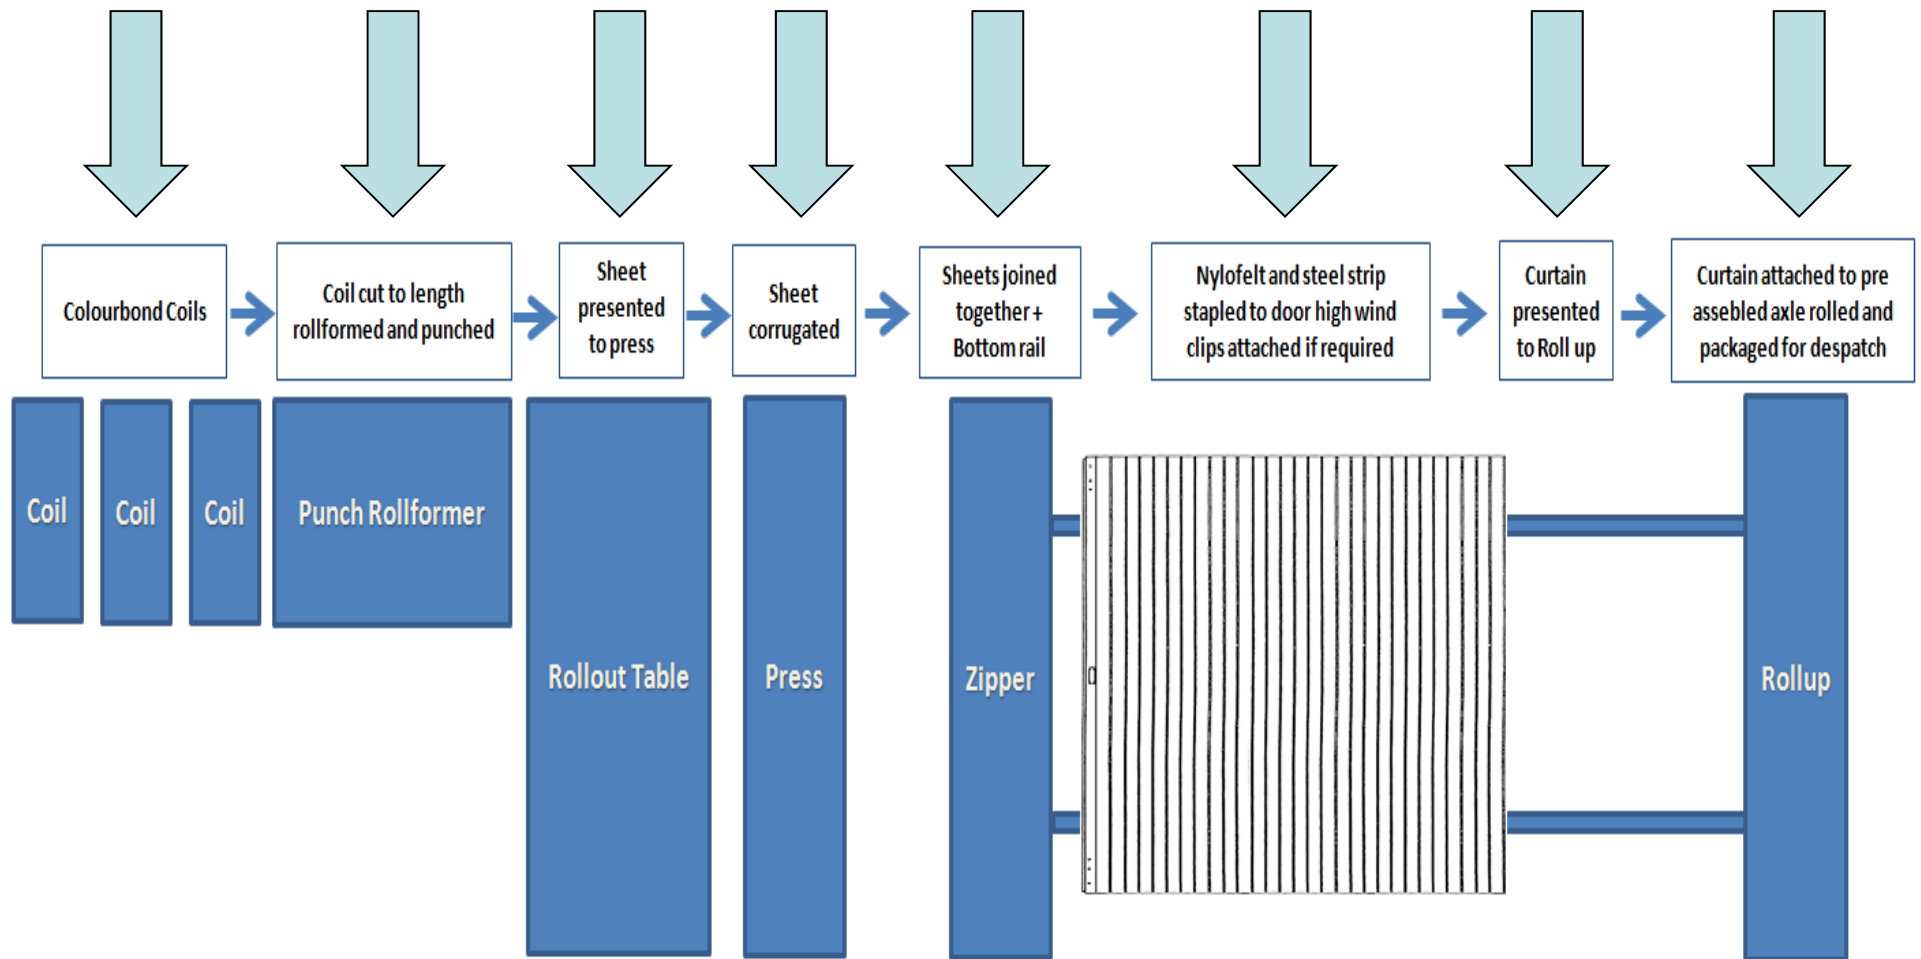 Colourbond Coils
Coil cut to length
rollformed and punched
Sheet
presented
to press
Sheet
corrugated
Sheets joined
together +
Bottom rail
Nylofelt and steel strip
stapled to door high wind
clips attached if required
Curtain
presented
to Roll up
Curtain attached to pre
assebled axle rolled and
packaged for despatch
Coil
Coil
Coil
Punch Rollformer
Rollout Table
Press
Zipper
Rollup